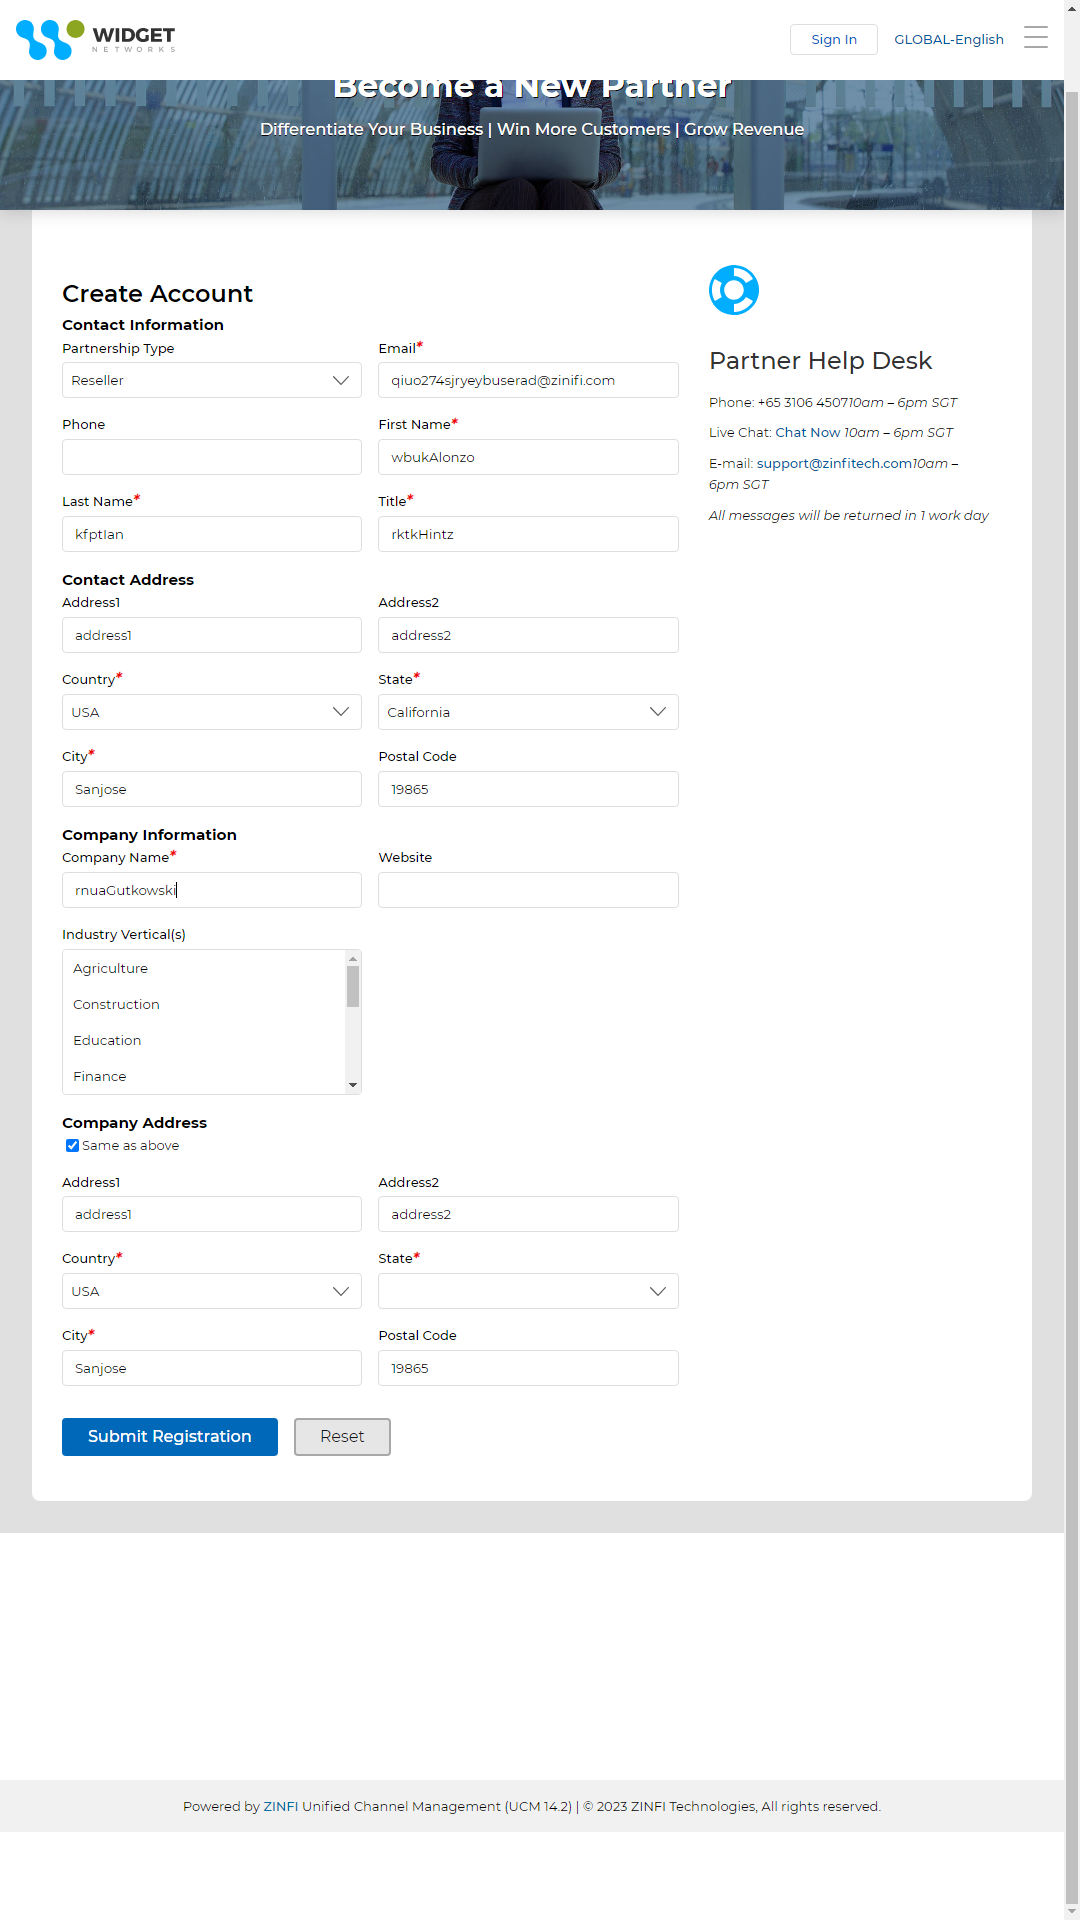 WIDGET
NETWORKS
Sign In
GLOBAL-English
Become a New Partner
Differentiate Your Business | Win More Customers | Grow Revenue
Create Account
Contact Information
Partnership Type
Email*
Reseller
qiuo274sjryeybuserad@zinifi.com
Phone
First Name*
wbukAlonzo
Last Name*
Title*
kfptIan
rktkHintz
Contact Address
Address1
Address2
address1
address2
Country*
State*
USA
California
City*
Postal Code
Sanjose
19865
Company Information
Company Name*
Website
rnuaGutkowski
Industry Vertical(s)
Agriculture
Construction
Education
Finance
Company Address
Same as above
Address1
Address2
address1
address2
Country*
State*
USA
City*
Postal Code
Sanjose
19865
Submit Registration
Reset
Partner Help Desk
Phone: +65 3106 450710am – 6pm SGT
Live Chat: Chat Now 10am – 6pm SGT
E-mail: support@zinfitech.com10am –
6pm SGT
All messages will be returned in 1 work day
Powered by ZINFI Unified Channel Management (UCM 14.2) | © 2023 ZINFI Technologies, All rights reserved.